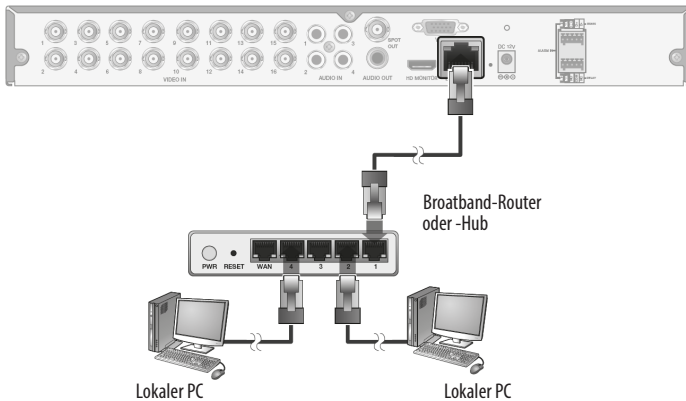 1 3 5 7 9 11 13 15 1 3 SPOT
OUT
DC 12V
2 4 6 8 10 12 14 16 2 4
VIDEO IN AUDIO IN AUDIO OUT HD MONITOR
Broatband-Router
oder -Hub
PWR RESET WAN 4 3 2 1
Lokaler PC Lokaler PC